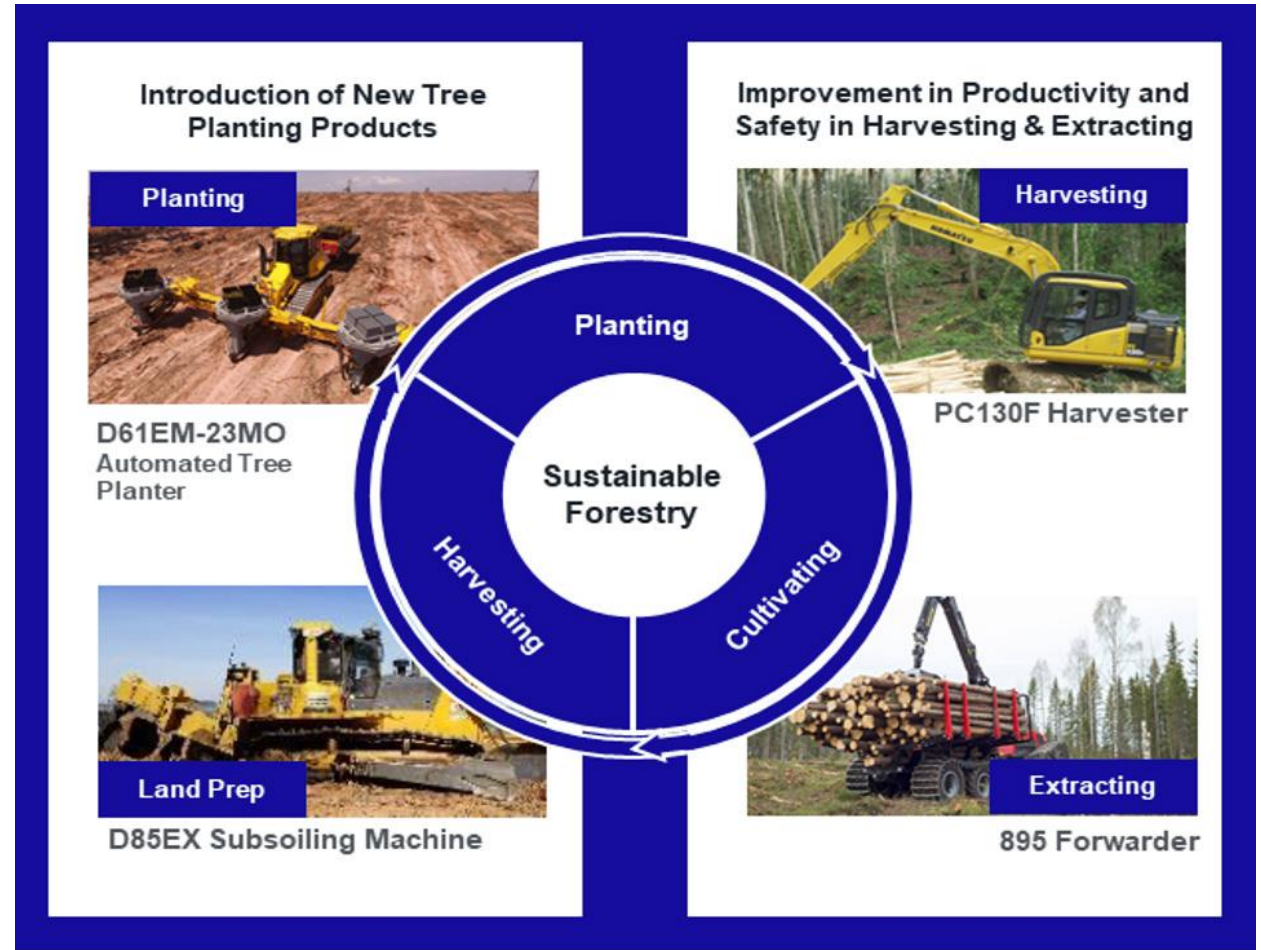 Introduction of New Tree
Planting Products
Planting
D61EM-23MO
Automated Tree
Planter
Land Prep
D85EX Subsoiling Machine
Planting
Sustainable
Forestry
Harvesting
Cultivating
Improvement in Productivity and
Safety in Harvesting & Extracting
Harvesting
KOMATSU
PC130F Harvester
Extracting
895 Forwarder